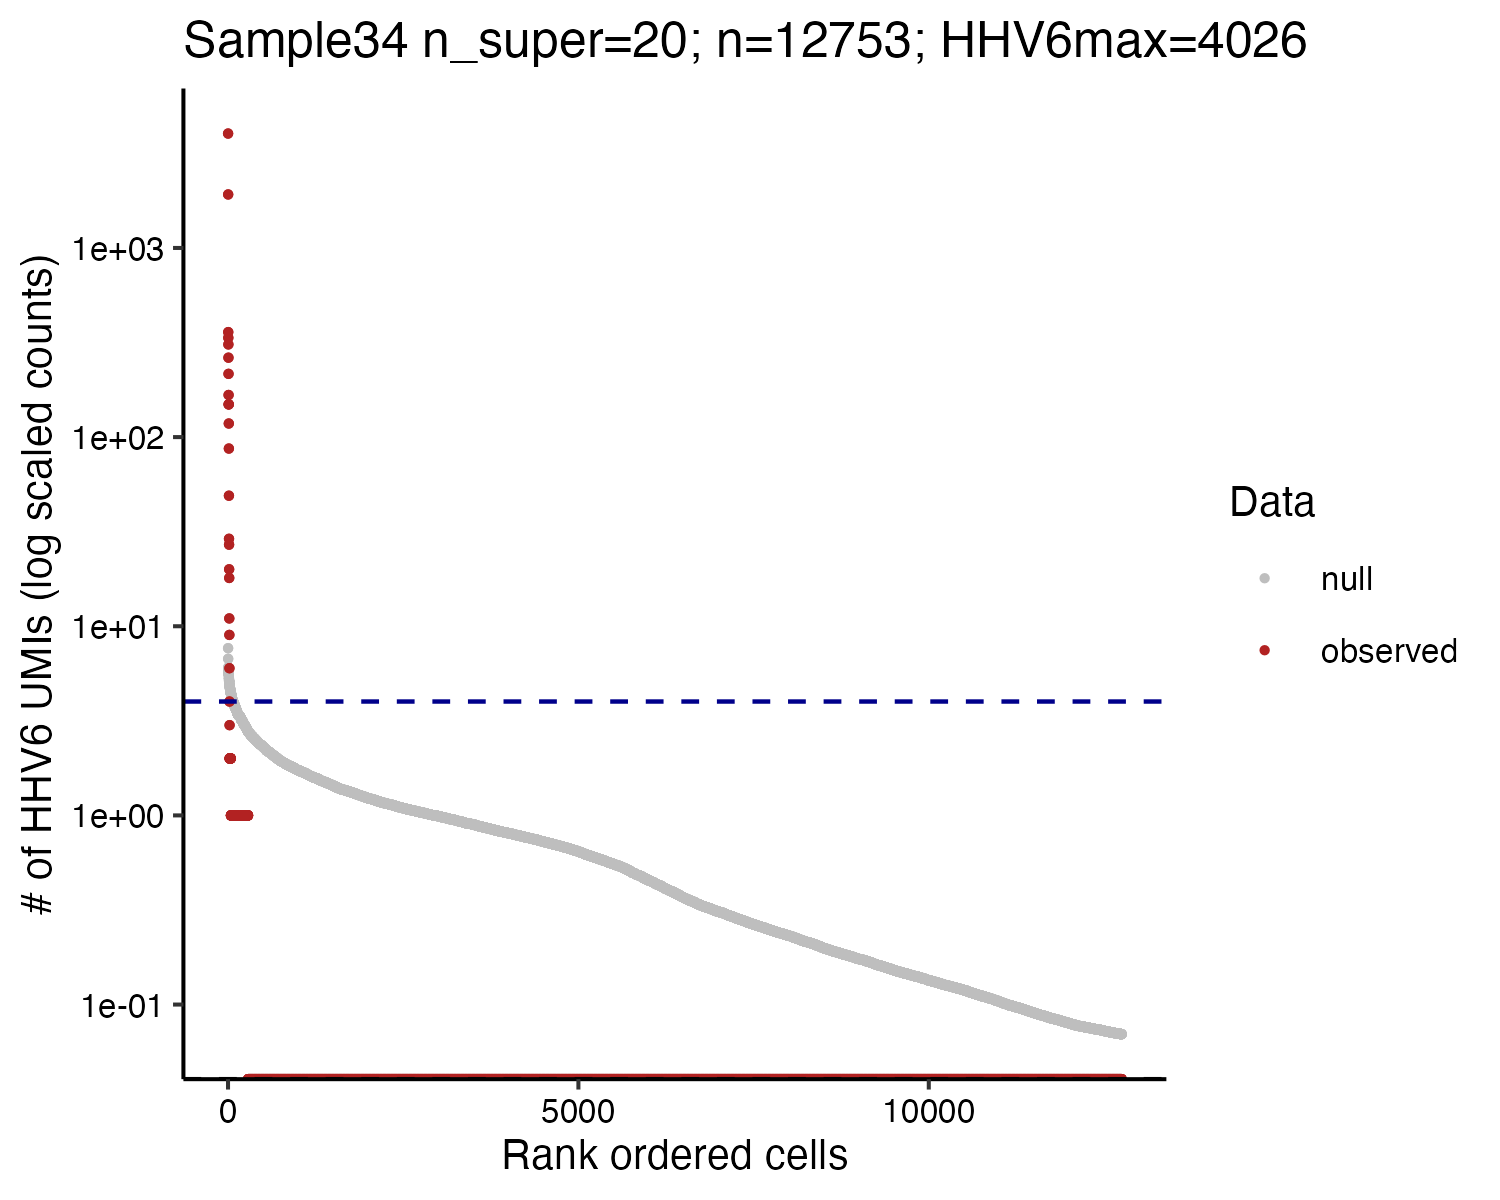 Sample34 n_super=20; n=12753; HHV6max=4026
# of HHV6 UMIs (log scaled counts)
1e+03
1e+02
1e+01
1e+00
1e-01
0
5000
10000
Rank ordered cells
Data
null
observed